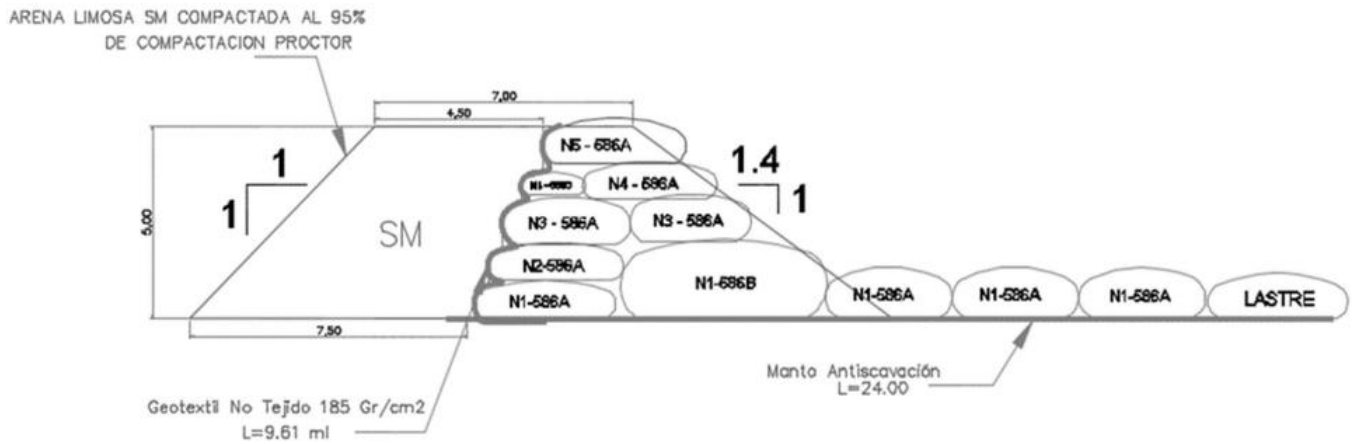 ARENA LIMOSA SM COMPACTADA AL 95%
DE COMPACTACION PROCTOR
7,00
4,50
N5 - 586A
1
1
1.4
1
N4 - 586A
5,00
SM
N3 - 586A
N3 - 586A
N2-586A
N1-586B
N1-586A
N1-586A
N1-586A
N1-586A
LASTRE
7,50
Manto Antiscavación
L=24.00
Geotextil No Tejido 185 Gr/cm2
L=9.61 ml